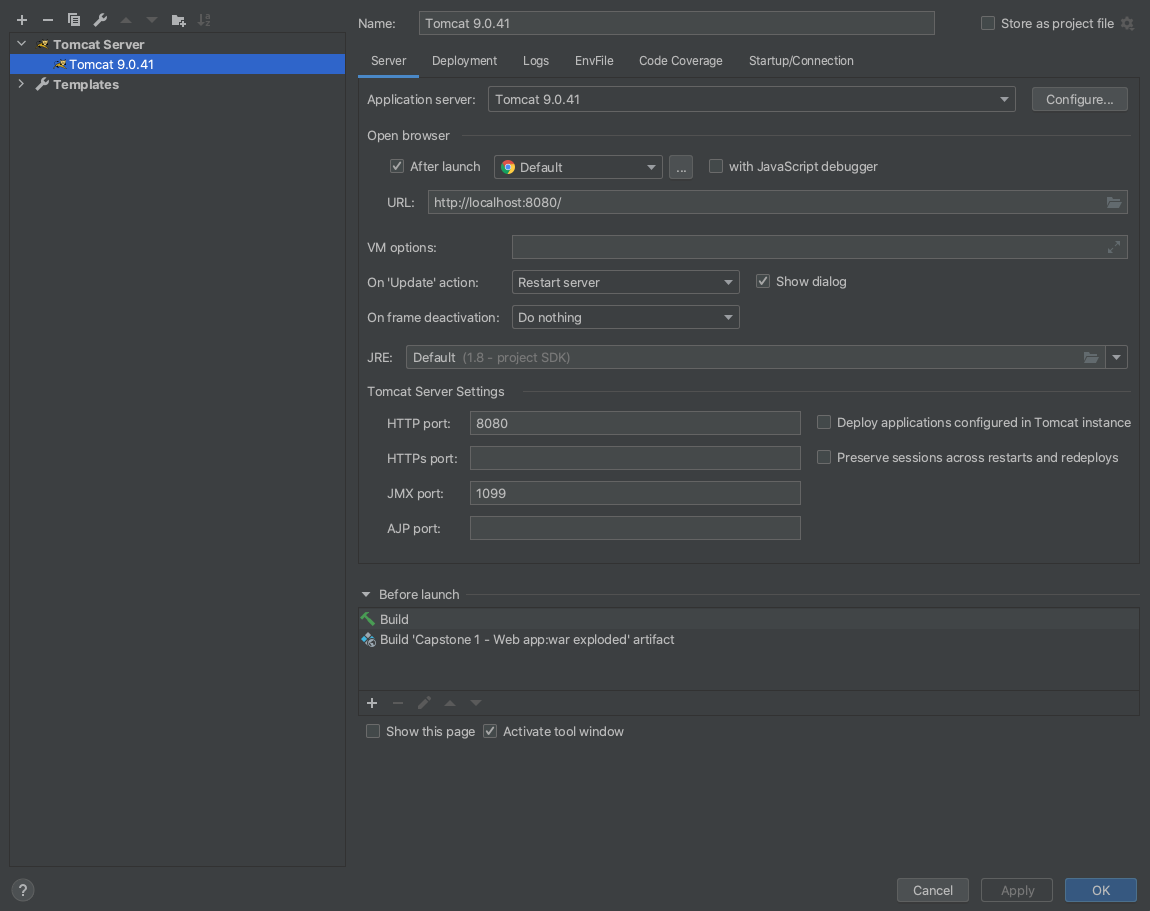 Name: Tomcat 9.0.41 Store as project file
Tomcat Server
Tomcat 9.0.41
Templates
Server Deployment Logs EnvFile Code Coverage Startup/Connection
Application server: Tomcat 9.0.41 Configure...
Open browser
After launch Default ... with JavaScript debugger
URL: http://localhost:8080/
VM options:
On 'Update' action: Restart server Show dialog
On frame deactivation: Do nothing
JRE: Default (1.8 - project SDK)
Tomcat Server Settings
HTTP port: 8080 Deploy applications configured in Tomcat instance
HTTPs port: Preserve sessions across restarts and redeploys
JMX port: 1099
AJP port:
Before launch
Build
Build 'Capstone 1 - Web app:war exploded' artifact
Show this page Activate tool window
? Cancel Apply OK